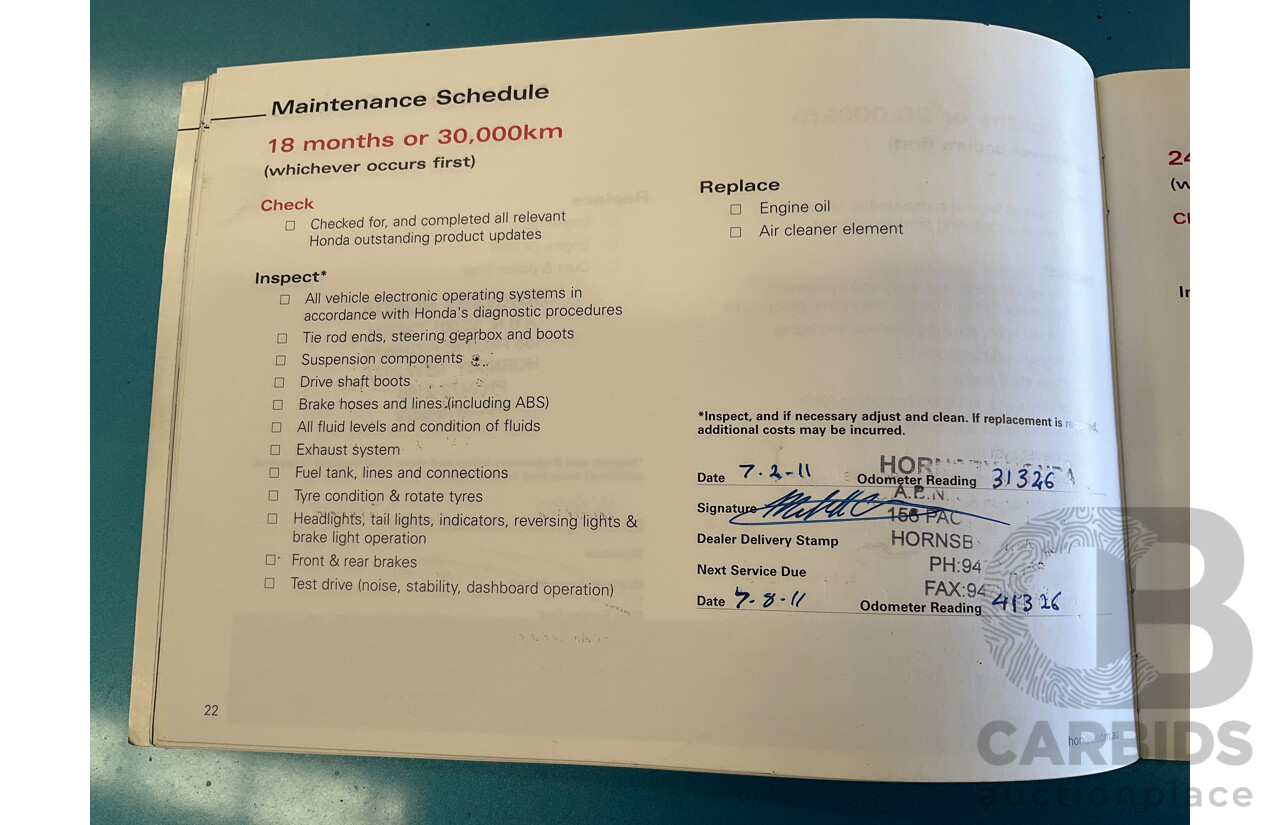 Maintenance Schedule
18 months or 30,000km
(whichever occurs first)
Check
☐ Checked for, and completed all relevant
Honda outstanding product updates
Inspect*
☐ All vehicle electronic operating systems in
accordance with Honda's diagnostic procedures
☐ Tie rod ends, steering gearbox and boots
☐ Suspension components
☐ Drive shaft boots
☐ Brake hoses and lines (including ABS)
☐ All fluid levels and condition of fluids
☐ Exhaust system
☐ Fuel tank, lines and connections
☐ Tyre condition & rotate tyres
☐ Headlights, tail lights, indicators, reversing lights &
brake light operation
☐ Front & rear brakes
☐ Test drive (noise, stability, dashboard operation)
22
Replace
☐ Engine oil
☐ Air cleaner element
*Inspect, and if necessary adjust and clean. If replacement is
additional costs may be incurred.
Date 7.2-11 Odometer Reading 31326
Signature
Dealer Delivery Stamp
Next Service Due
Date 7-8-11 Odometer Reading 41326
A.B.N.
156 PAC
HORNSB
PH:94
FAX:94
24
(w
CARBIDS
auctionplace